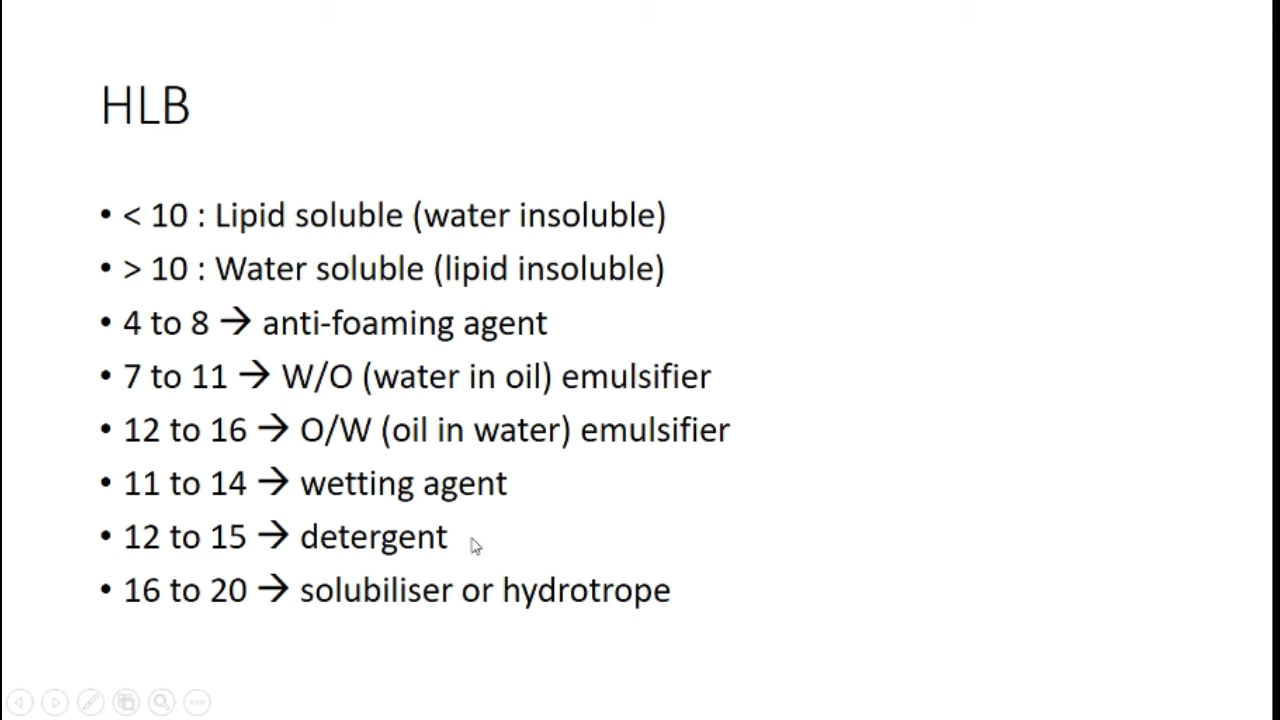 HLB
• < 10 : Lipid soluble (water insoluble)
• > 10 : Water soluble (lipid insoluble)
• 4 to 8 → anti-foaming agent
• 7 to 11 → W/O (water in oil) emulsifier
• 12 to 16 → O/W (oil in water) emulsifier
• 11 to 14 → wetting agent
• 12 to 15 → detergent
• 16 to 20 → solubiliser or hydrotrope